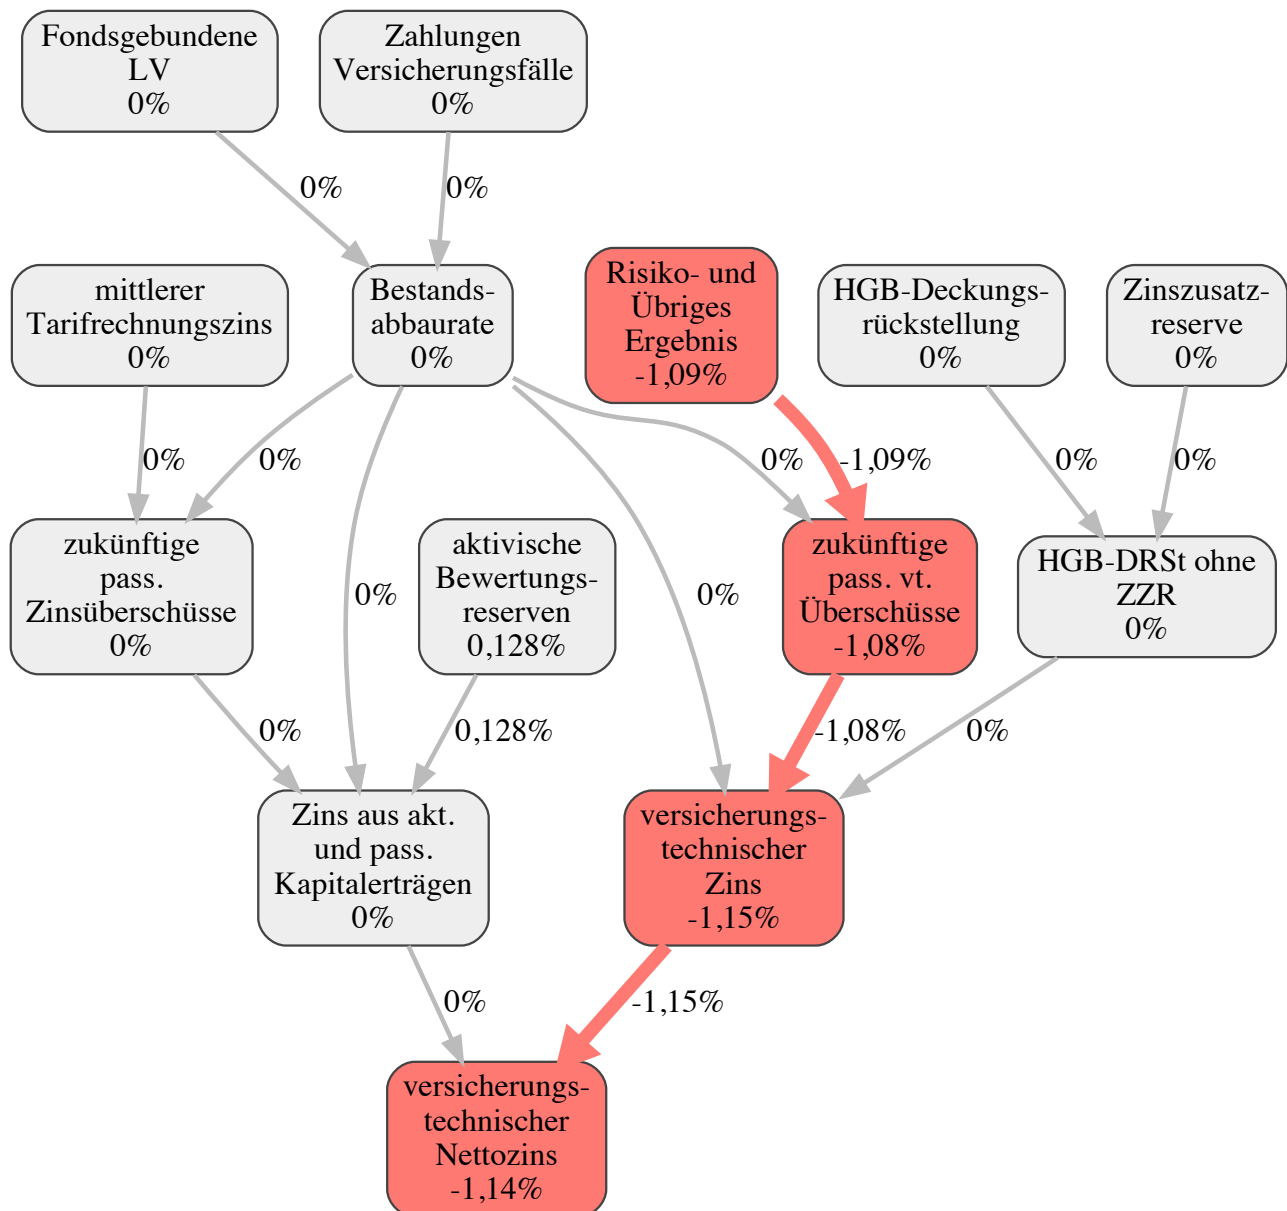 Fondsgebundene
LV
0%
Zahlungen
Versicherungsfälle
0%
0%
0%
mittlerer
Tarifrechnungszins
0%
Bestands-
abbaurate
0%
Risiko- und
Übriges
Ergebnis
-1,09%
HGB-Deckungs-
rückstellung
0%
Zinszusatz-
reserve
0%
0%
0%
0%
-1,09%
0%
0%
zukünftige
pass.
Zinsüberschüsse
0%
aktivische
Bewertungs-
reserven
0,128%
zukünftige
pass. vt.
Überschüsse
-1,08%
HGB-DRSt ohne
ZZR
0%
0%
0%
0%
0,128%
-1,08%
0%
Zins aus akt.
und pass.
Kapitalerträgen
0%
versicherungs-
technischer
Zins
-1,15%
0%
-1,15%
versicherungs-
technischer
Nettozins
-1,14%